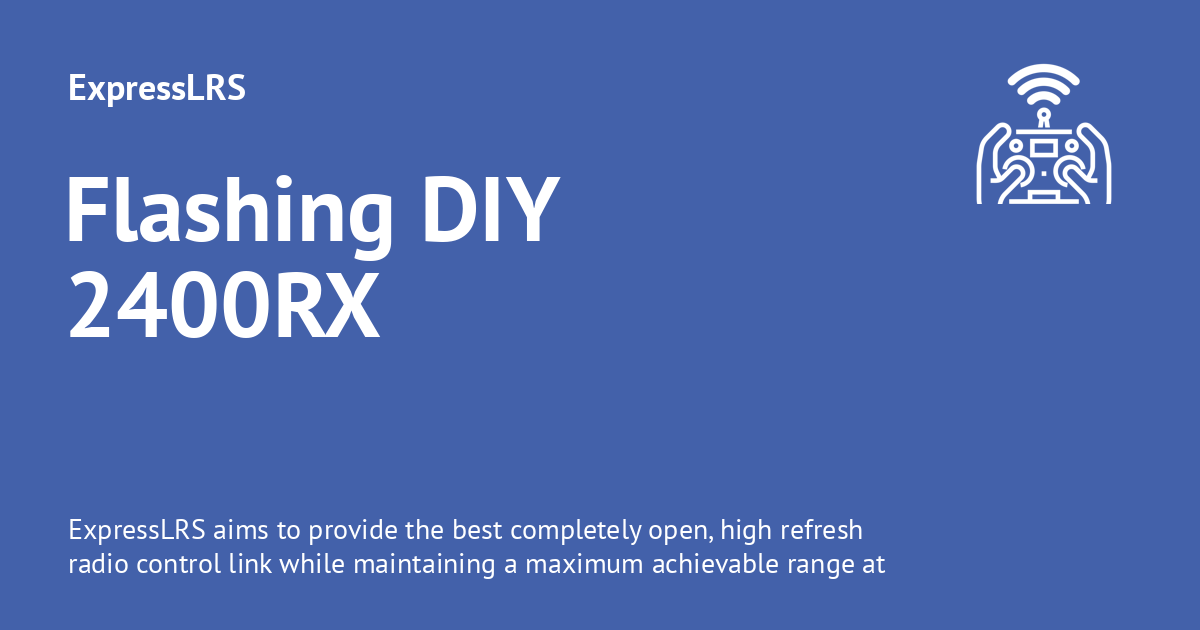 ExpressLRS
Flashing DIY
2400RX
ExpressLRS aims to provide the best completely open, high refresh
radio control link while maintaining a maximum achievable range at